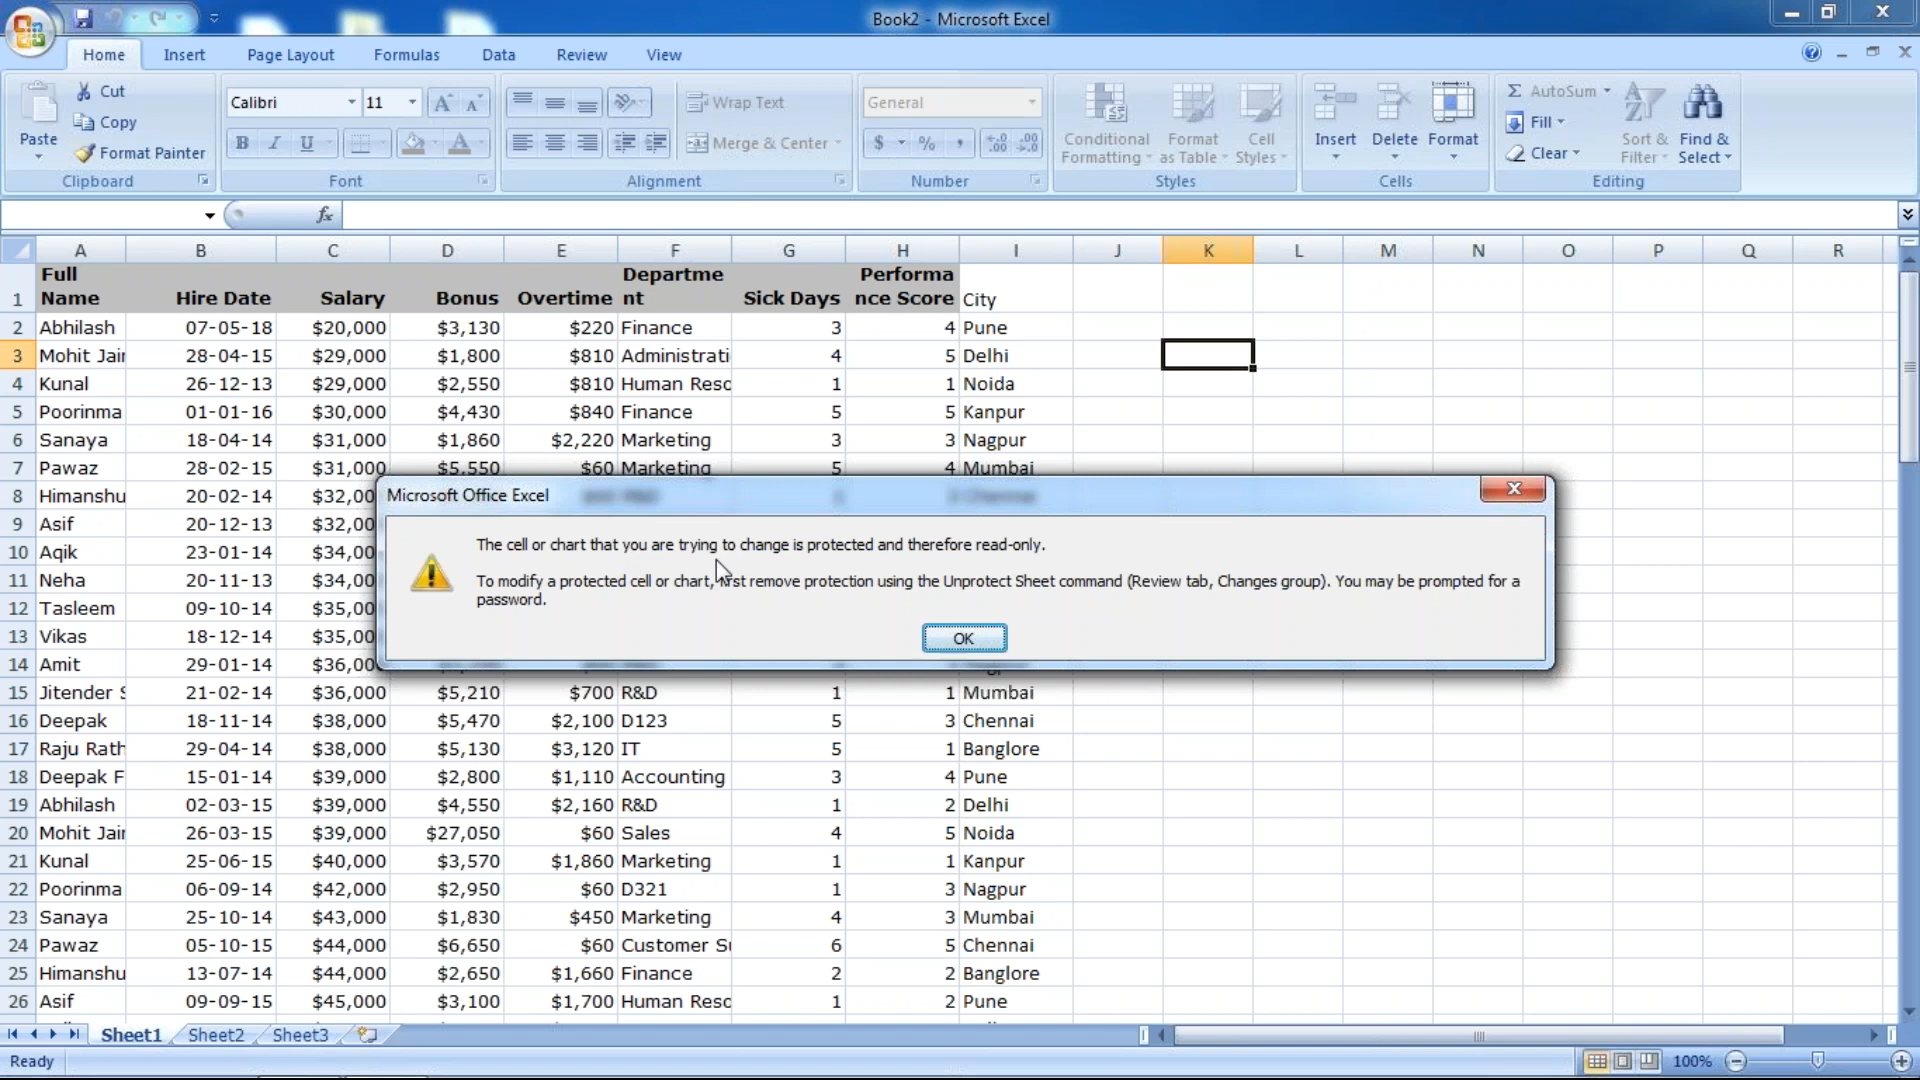 Book2 - Microsoft Excel
Home Insert Page Layout Formulas Data Review View
Cut
Copy
Format Painter
Paste
Clipboard
Calibri 11
B I U
Font
Wrap Text
Merge & Center
Alignment
General
$ % ,
Number
Conditional Formatting
Format as Table
Cell Styles
Styles
Insert Delete Format
Cells
AutoSum
Fill
Clear
Sort & Filter
Find & Select
Editing
fx
A B C D E F G H I J K L M N O P Q R
1 Full Name Hire Date Salary Bonus Overtime Departme nt Sick Days Performa nce Score City
2 Abhilash 07-05-18 $20,000 $3,130 $220 Finance 3 4 Pune
3 Mohit Jai 28-04-15 $29,000 $1,800 $810 Administrati 4 5 Delhi
4 Kunal 26-12-13 $29,000 $2,550 $810 Human Reso 1 1 Noida
5 Poorinma 01-01-16 $30,000 $4,430 $840 Finance 5 5 Kanpur
6 Sanaya 18-04-14 $31,000 $1,860 $2,220 Marketing 3 3 Nagpur
7 Pawaz 28-02-15 $31,000 $5,550 $60 Marketing 5 4 Mumbai
8 Himanshu 20-02-14 $32,00
9 Asif 20-12-13 $32,00
10 Aqik 23-01-14 $34,00
11 Neha 20-11-13 $34,00
12 Tasleem 09-10-14 $35,00
13 Vikas 18-12-14 $35,00
14 Amit 29-01-14 $36,00
Microsoft Office Excel
The cell or chart that you are trying to change is protected and therefore read-only.
To modify a protected cell or chart, first remove protection using the Unprotect Sheet command (Review tab, Changes group). You may be prompted for a
password.
OK
15 Jitender S 21-02-14 $36,000 $5,210 $700 R&D 1 1 Mumbai
16 Deepak 18-11-14 $38,000 $5,470 $2,100 D123 5 3 Chennai
17 Raju Rath 29-04-14 $38,000 $5,130 $3,120 IT 5 1 Banglore
18 Deepak F 15-01-14 $39,000 $2,800 $1,110 Accounting 3 4 Pune
19 Abhilash 02-03-15 $39,000 $4,550 $2,160 R&D 1 2 Delhi
20 Mohit Jai 26-03-15 $39,000 $27,050 $60 Sales 4 5 Noida
21 Kunal 25-06-15 $40,000 $3,570 $1,860 Marketing 1 1 Kanpur
22 Poorinma 06-09-14 $42,000 $2,950 $60 D321 1 3 Nagpur
23 Sanaya 25-10-14 $43,000 $1,830 $450 Marketing 4 3 Mumbai
24 Pawaz 05-10-15 $44,000 $6,650 $60 Customer S 6 5 Chennai
25 Himanshu 13-07-14 $44,000 $2,650 $1,660 Finance 2 2 Banglore
26 Asif 09-09-15 $45,000 $3,100 $1,700 Human Reso 1 2 Pune
Sheet1 Sheet2 Sheet3
Ready 100%